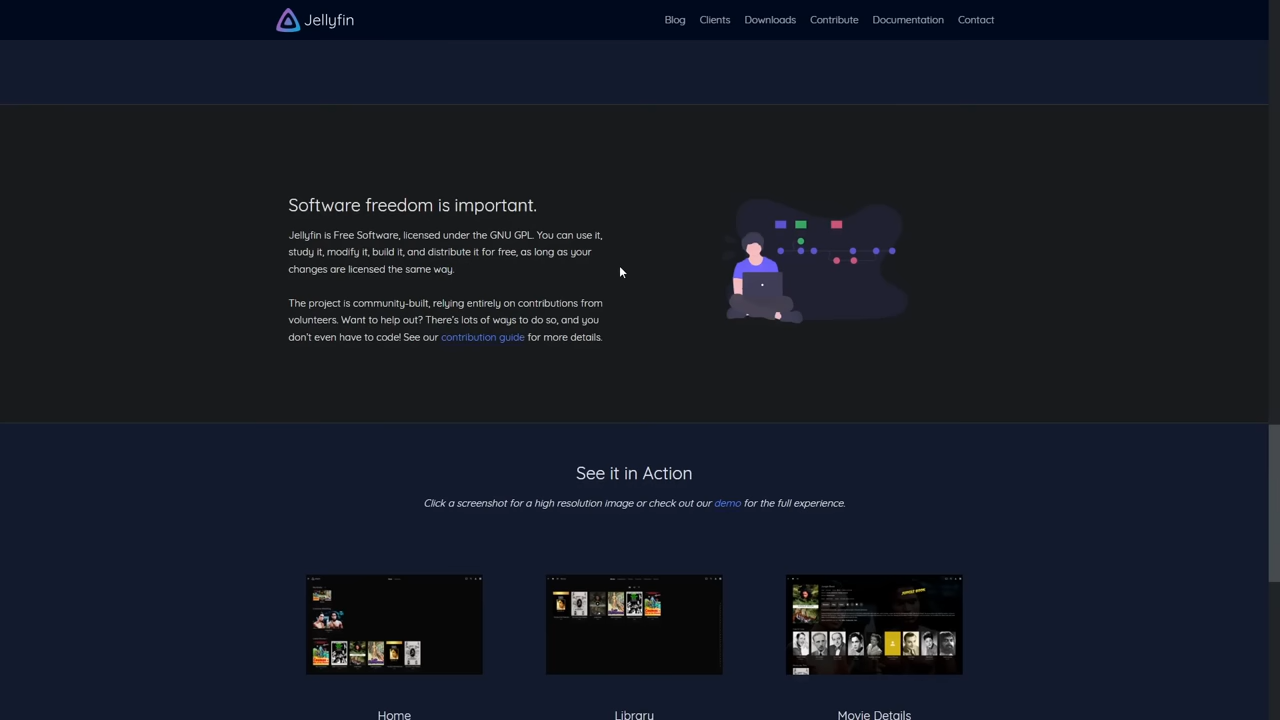 Jellyfin
Blog Clients Downloads Contribute Documentation Contact
Software freedom is important.
Jellyfin is Free Software, licensed under the GNU GPL. You can use it,
study it, modify it, build it, and distribute it for free, as long as your
changes are licensed the same way.
The project is community-built, relying entirely on contributions from
volunteers. Want to help out? There's lots of ways to do so, and you
don't even have to code! See our contribution guide for more details.
See it in Action
Click a screenshot for a high resolution image or check out our demo for the full experience.
Home
Library
Movie Details